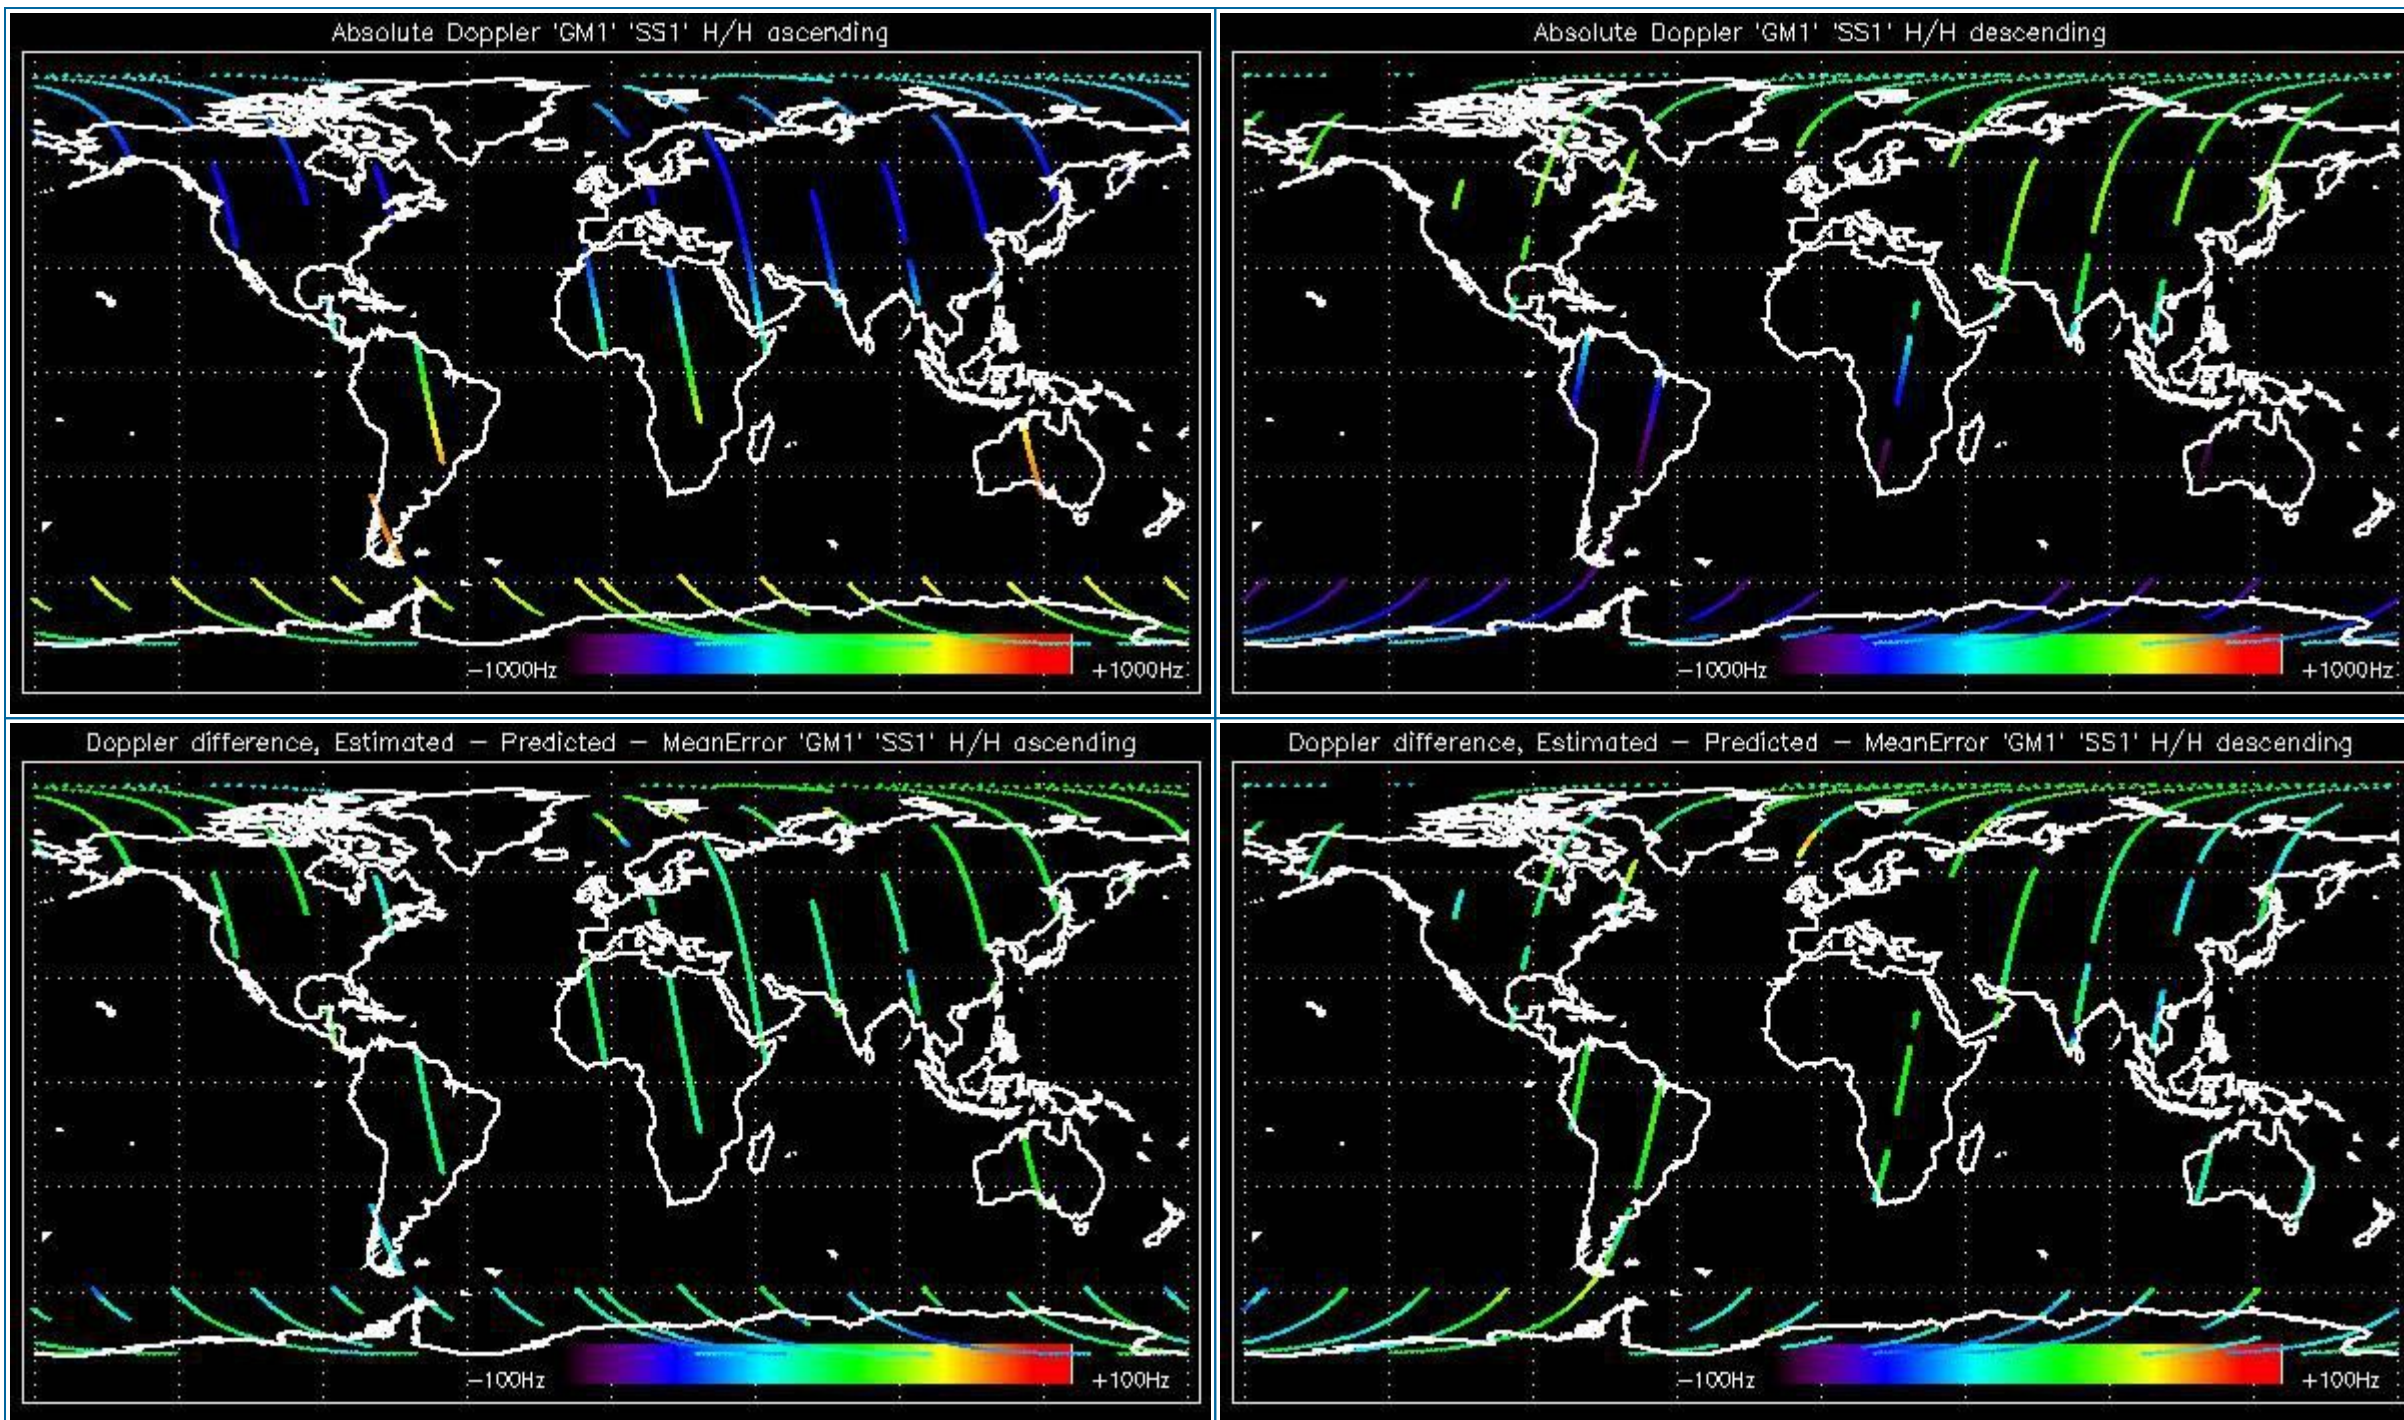 Absolute Doppler 'GM1' 'SS1' H/H ascending
−1000Hz +1000Hz
Absolute Doppler 'GM1' 'SS1' H/H descending
−1000Hz +1000Hz
Doppler difference, Estimated − Predicted − MeanError 'GM1' 'SS1' H/H ascending
−100Hz +100Hz
Doppler difference, Estimated − Predicted − MeanError 'GM1' 'SS1' H/H descending
−100Hz +100Hz